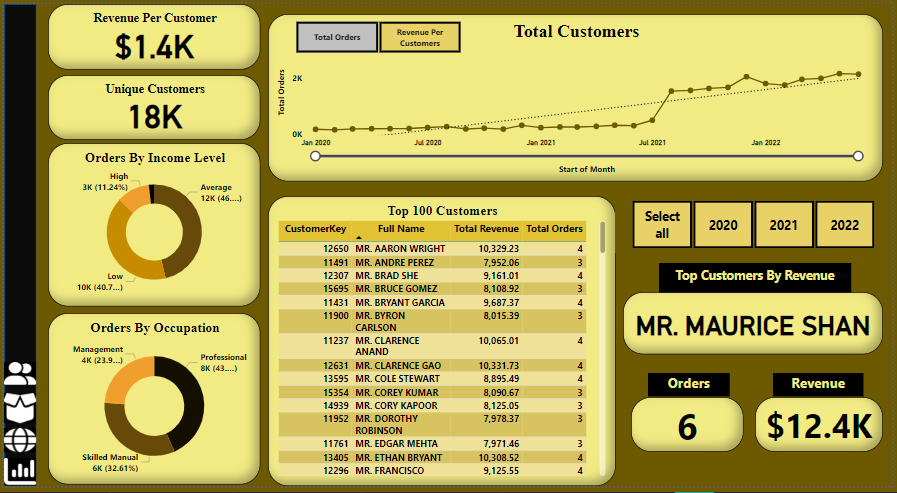 Revenue Per Customer
$1.4K
Unique Customers
18K
Orders By Income Level
High
3K (11.24%)
Average
12K (46....)
Low
10K (40.7...)
Orders By Occupation
Management
4K (23.9...)
Professional
8K (43....)
Skilled Manual
6K (32.61%)
Total Orders
Revenue Per
Customers
Total Customers
Total Orders
2K
0K
Jan 2020
Jul 2020
Jan 2021
Jul 2021
Jan 2022
Start of Month
Top 100 Customers
CustomerKey Full Name Total Revenue Total Orders
12650 MR. AARON WRIGHT 10,329.23 4
11491 MR. ANDRE PEREZ 7,952.06 3
12307 MR. BRAD SHE 9,161.01 4
15695 MR. BRUCE GOMEZ 8,108.92 3
11431 MR. BRYANT GARCIA 9,687.37 4
11900 MR. BYRON 8,015.39 3
CARLSON
11237 MR. CLARENCE 10,065.01 4
ANAND
12631 MR. CLARENCE GAO 10,331.73 4
13595 MR. COLE STEWART 8,895.49 4
15354 MR. COREY KUMAR 8,090.67 3
14939 MR. CORY KAPOOR 8,125.05 3
11952 MR. DOROTHY 7,978.37 3
ROBINSON
11761 MR. EDGAR MEHTA 7,971.46 3
13405 MR. ETHAN BRYANT 10,308.52 4
12296 MR. FRANCISCO 9,125.55 4
Select
all
2020
2021
2022
Top Customers By Revenue
MR. MAURICE SHAN
Orders
6
Revenue
$12.4K